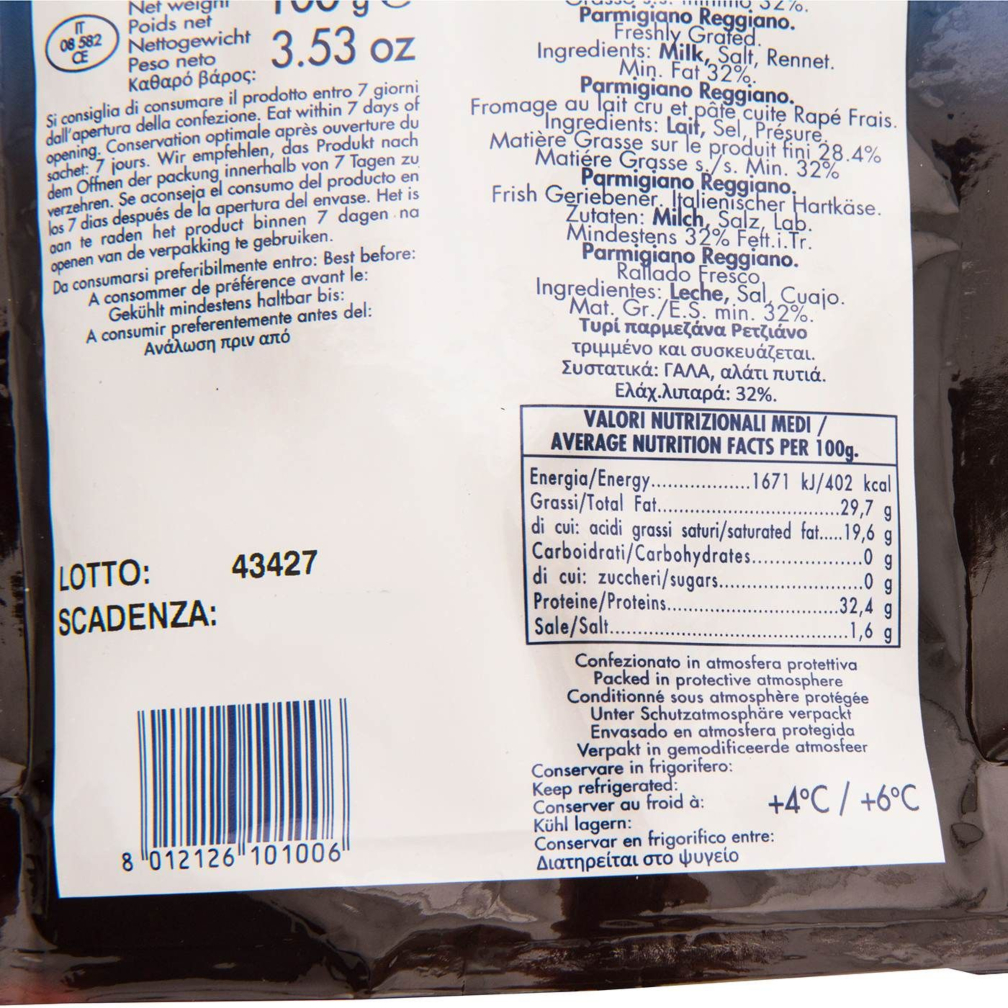 Net weight
Poids net
Nettogewicht
Peso neto
Καθαρό βάρος:
100 g e
3.53 oz
IT
08 582
CE
Si consiglia di consumare il prodotto entro 7 giorni
dall'apertura della confezione. Eat within 7 days of
opening. Conservation optimale après ouverture du
sachet: 7 jours. Wir empfehlen, das Produkt nach
dem Öffnen der packung innerhalb von 7 Tagen zu
verzehren. Se aconseja el consumo del producto en
los 7 dias después de la apertura del envase. Het is
aan te raden het product binnen 7 dagen na
openen van de verpakking te gebruiken.
Da consumarsi preferibilmente entro: Best before:
A consommer de préférence avant le:
Gekühlt mindestens haltbar bis:
A consumir preferentemente antes del:
Ανάλωση πριν από
LOTTO: 43427
SCADENZA:
8 012126 101006
32%.
Parmigiano Reggiano.
Freshly Grated.
Ingredients: Milk, Salt, Rennet.
Min. Fat 32%.
Parmigiano Reggiano.
Fromage au lait cru et pâte cuite Rapé Frais.
Ingredients: Lait, Sel, Présure.
Matière Grasse sur le produit fini 28.4%
Matiére Grasse s./s. Min. 32%
Parmigiano Reggiano.
Frish Geriebener. Italienischer Hartkäse.
Zutaten: Milch, Salz, Lab.
Mindestens 32% Fett.i.Tr.
Parmigiano Reggiano.
Rallado Fresco
Ingredientes: Leche, Sal, Cuajo.
Mat. Gr./E.S. min. 32%.
Τυρί παρμεζάνα Ρετζιάνο
τριμμένο και συσκευάζεται.
Συστατικά: ΓΑΛΑ, αλάτι πυτιά.
Ελάχ.λιπαρά: 32%.
VALORI NUTRIZIONALI MEDI /
AVERAGE NUTRITION FACTS PER 100g.
Energia/Energy..................1671 kJ/402 kcal
Grassi/Total Fat.................................29,7 g
di cui: acidi grassi saturi/saturated fat.....19,6 g
Carboidrati/Carbohydrates....................0 g
di cui: zuccheri/sugars.........................0 g
Proteine/Proteins...............................32,4 g
Sale/Salt...........................................1,6 g
Confezionato in atmosfera protettiva
Packed in protective atmosphere
Conditionné sous atmosphère protégée
Unter Schutzatmosphäre verpackt
Envasado en atmosfera protegida
Verpakt in gemodificeerde atmosfeer
Conservare in frigorifero:
Keep refrigerated:
Conserver au froid à:
Kühl lagern:
Conservar en frigorifico entre:
Διατηρείται στο ψυγείο
+4°C / +6°C